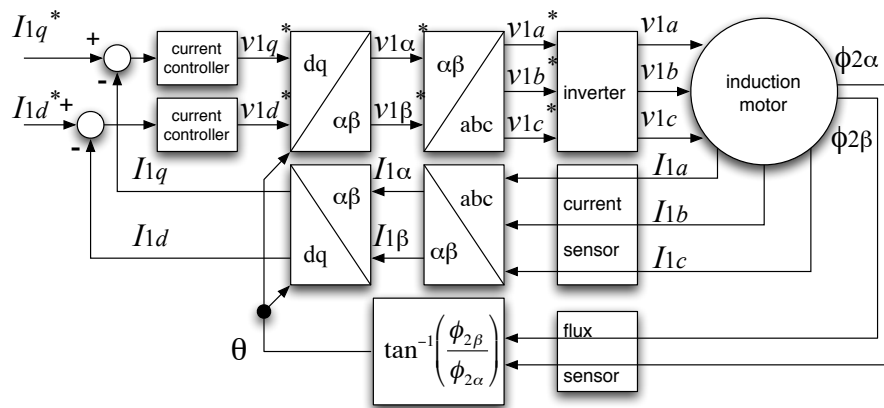 I1q*
+
-
current
controller
v1q*
dq
αβ
v1α*
αβ
abc
v1a*
v1b*
v1c*
inverter
v1a
v1b
v1c
induction
motor
ϕ2α
ϕ2β
I1d*
+
-
current
controller
v1d*
v1β*
I1q
I1d
αβ
dq
I1α
I1β
abc
αβ
current
sensor
I1a
I1b
I1c
θ
tan⁻¹(ϕ2β/ϕ2α)
flux
sensor